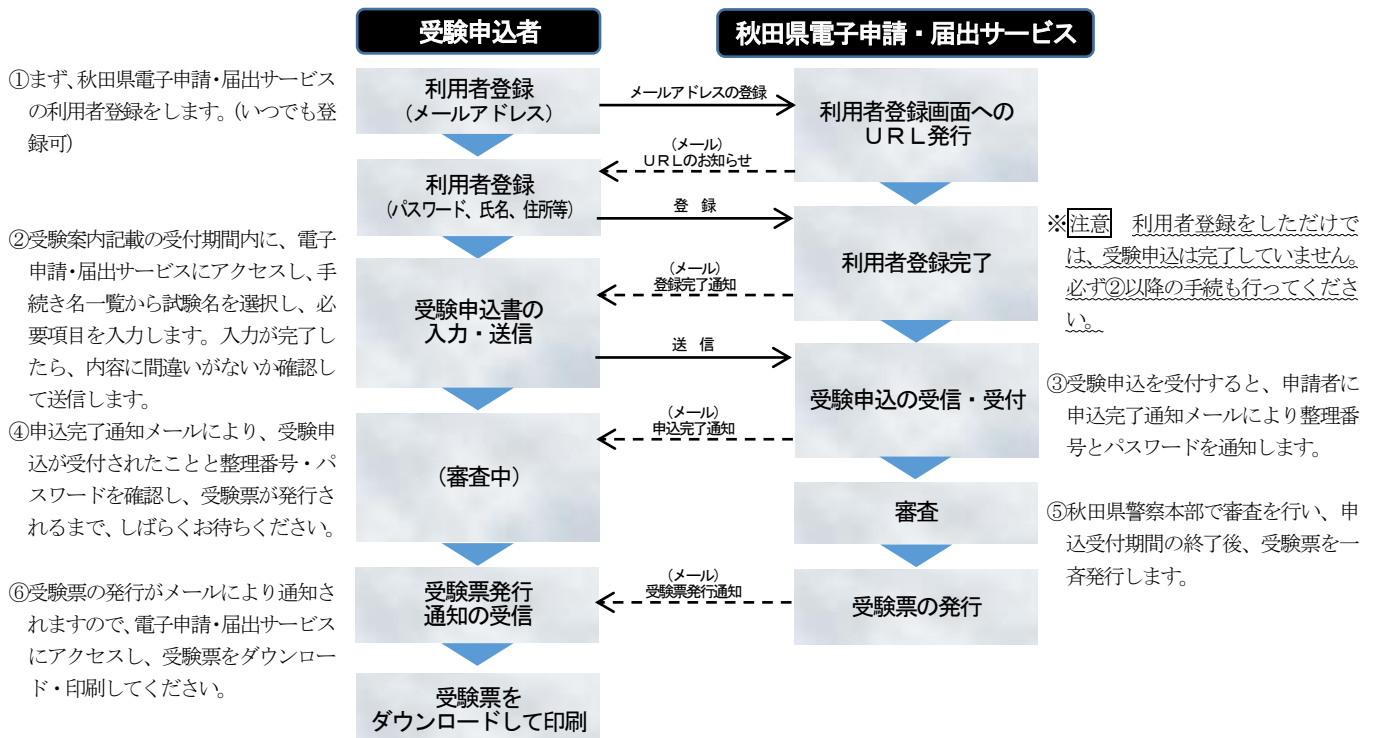 受験申込者
秋田県電子申請・届出サービス
①まず、秋田県電子申請・届出サービス
の利用者登録をします。(いつでも登
録可)
利用者登録
(メールアドレス)
メールアドレスの登録
利用者登録画面への
ＵＲＬ発行
(メール)
ＵＲＬのお知らせ
利用者登録
(パスワード、氏名、住所等)
登 録
利用者登録完了
※注意 利用者登録をしただけで
は、受験申込は完了していません。
必ず②以降の手続も行ってくださ
い。
(メール)
登録完了通知
②受験案内記載の受付期間内に、電子
申請・届出サービスにアクセスし、手
続き名一覧から試験名を選択し、必
要項目を入力します。入力が完了し
たら、内容に間違いがないか確認し
て送信します。
受験申込書の
入力・送信
送 信
受験申込の受信・受付
③受験申込を受付すると、申請者に
申込完了通知メールにより整理番
号とパスワードを通知します。
(メール)
申込完了通知
④申込完了通知メールにより、受験申
込が受付されたことと整理番号・パ
スワードを確認し、受験票が発行さ
れるまで、しばらくお待ちください。
(審査中)
審査
⑤秋田県警察本部で審査を行い、申
込受付期間の終了後、受験票を一
斉発行します。
受験票の発行
(メール)
受験票発行通知
受験票発行
通知の受信
⑥受験票の発行がメールにより通知さ
れますので、電子申請・届出サービス
にアクセスし、受験票をダウンロー
ド・印刷してください。
受験票を
ダウンロードして印刷